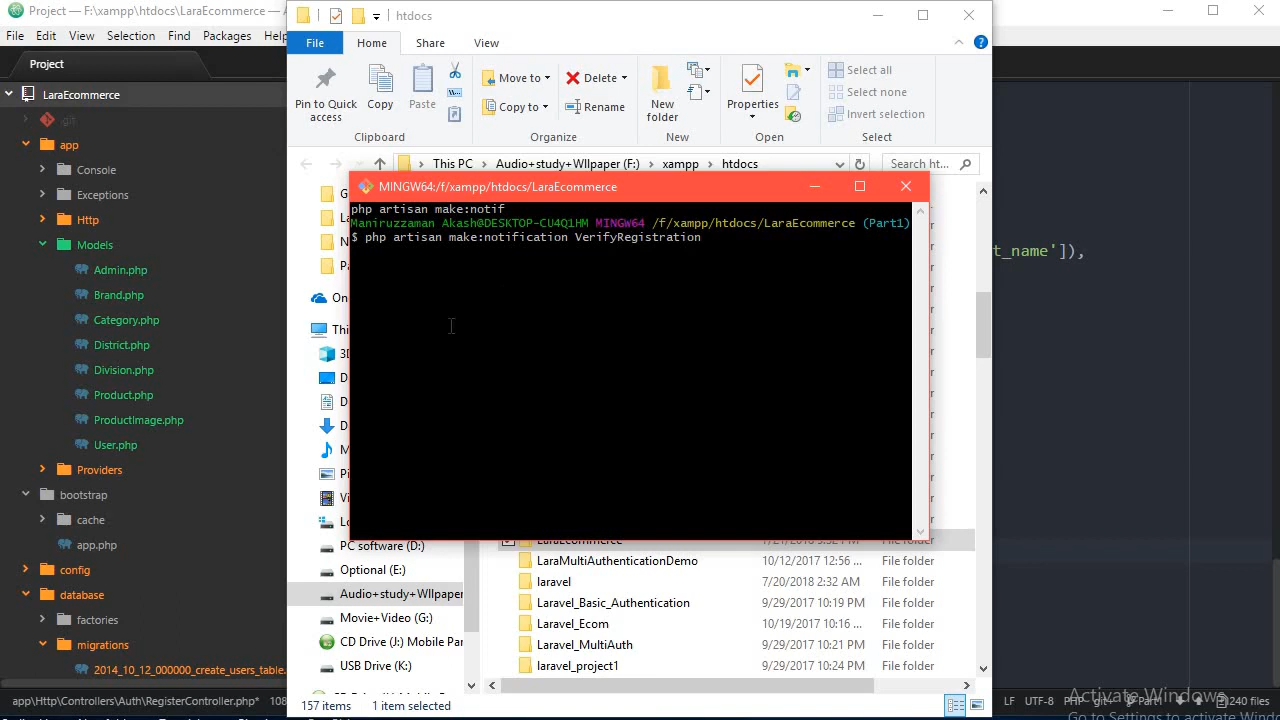 Project — F:\xampp\htdocs\LaraEcommerce
File Edit View Selection Find Packages Help
Project
LaraEcommerce
.git
app
Console
Exceptions
Http
Models
Admin.php
Brand.php
Category.php
District.php
Division.php
Product.php
ProductImage.php
User.php
Providers
bootstrap
cache
app.php
config
database
factories
migrations
2014_10_12_000000_create_users_table.
app\Http\Controllers\Auth\RegisterController.php*
htdocs
File Home Share View
Pin to Quick access
Copy
Paste
Clipboard
Move to
Copy to
Delete
Rename
Organize
New folder
New
Properties
Open
Select all
Select none
Invert selection
Select
This PC Audio+study+WIlpaper (F:) xampp htdocs
Search ht...
MINGW64:/f/xampp/htdocs/LaraEcommerce
php artisan make:notif
Maniruzzaman Akash@DESKTOP-CU4Q1HM MINGW64 /f/xampp/htdocs/LaraEcommerce (Part1)
$ php artisan make:notification VerifyRegistration
t_name']),
PC software (D:)
Optional (E:)
Audio+study+WIlpaper
Movie+Video (G:)
CD Drive (J:) Mobile Par
USB Drive (K:)
LaraEcommerce File folder
LaraMultiAuthenticationDemo 10/12/2017 12:56 ... File folder
laravel 7/20/2018 2:32 AM File folder
Laravel_Basic_Authentication 9/29/2017 10:19 PM File folder
Laravel_Ecom 10/19/2017 10:16 ... File folder
Laravel_MultiAuth 9/29/2017 10:21 PM File folder
laravel_project1 9/29/2017 10:24 PM File folder
157 items 1 item selected
LF UTF-8 PHP Part1 240 files
Activate Windows
Go to Settings to activate Wind